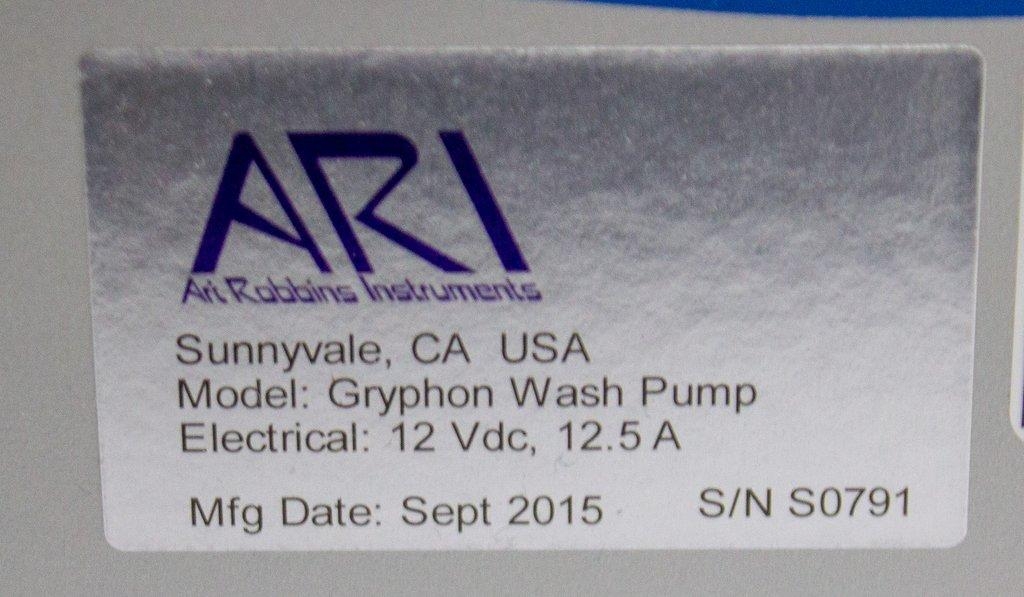 ARI
Art Robbins Instruments
Sunnyvale, CA USA
Model: Gryphon Wash Pump
Electrical: 12 Vdc, 12.5 A
Mfg Date: Sept 2015 S/N S0791